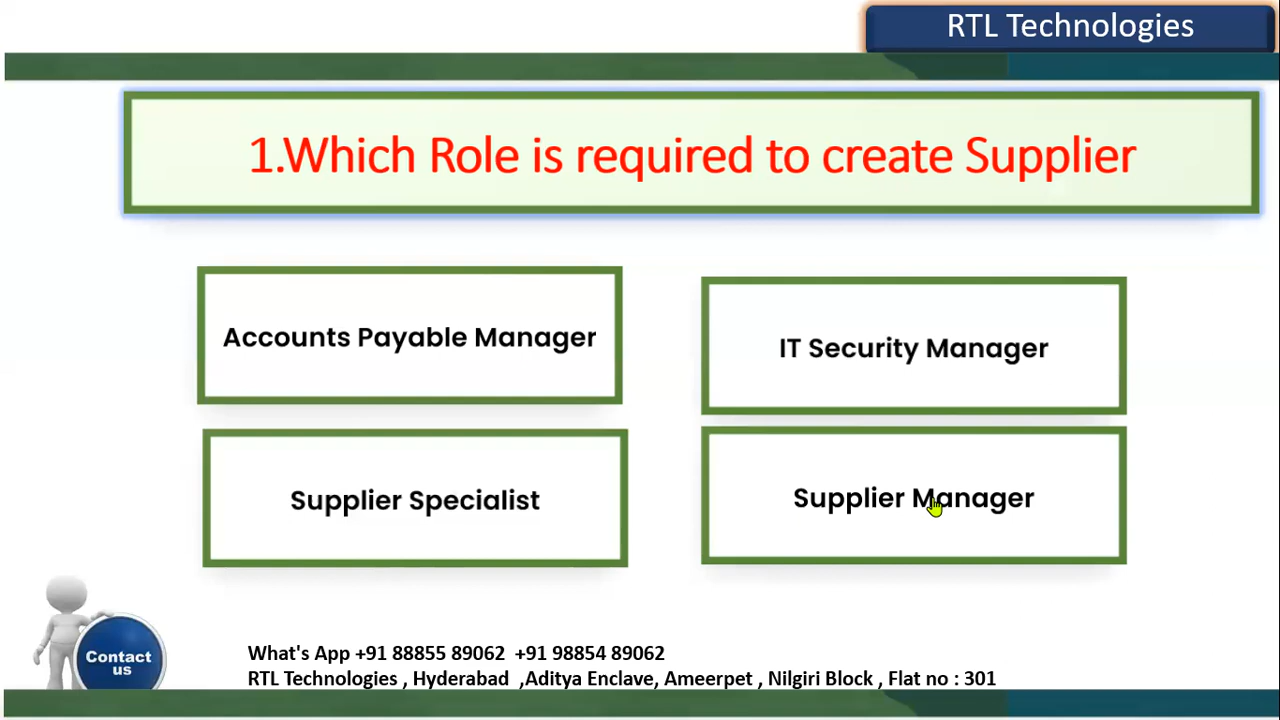 RTL Technologies
1.Which Role is required to create Supplier
Accounts Payable Manager
IT Security Manager
Supplier Specialist
Supplier Manager
Contact
us
What's App +91 88855 89062 +91 98854 89062
RTL Technologies , Hyderabad ,Aditya Enclave, Ameerpet , Nilgiri Block , Flat no : 301